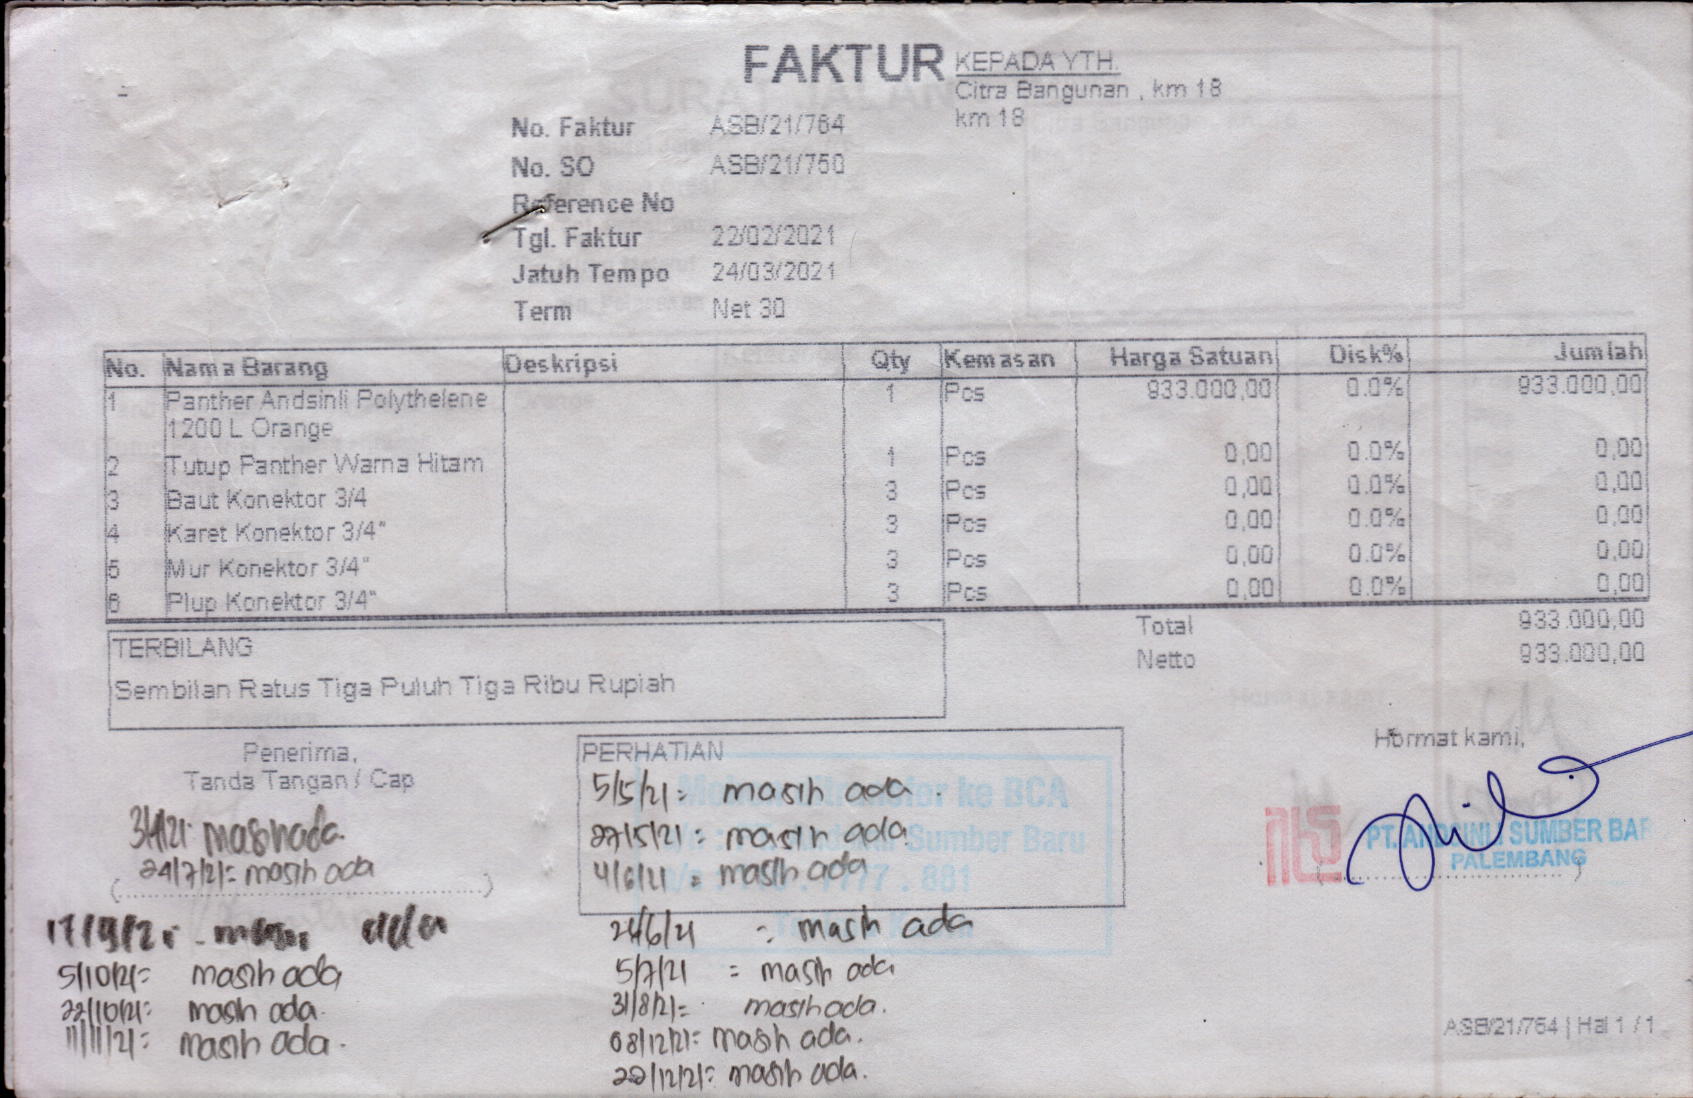 FAKTUR
KEPADA YTH.
Citra Bangunan , km 18
km 18
No. Faktur ASB/21/764
No. SO ASB/21/750
Reference No
Tgl. Faktur 22/02/2021
Jatuh Tempo 24/03/2021
Term Net 30
No. Nama Barang Deskripsi Qty Kemasan Harga Satuan Disk% Jumlah
1 Panther Andsinli Polythelene 1 Pcs 933.000,00 0.0% 933.000,00
1200 L Orange
2 Tutup Panther Warna Hitam 1 Pcs 0,00 0.0% 0,00
3 Baut Konektor 3/4 3 Pcs 0,00 0.0% 0,00
4 Karet Konektor 3/4" 3 Pcs 0,00 0.0% 0,00
5 Mur Konektor 3/4" 3 Pcs 0,00 0.0% 0,00
6 Plup Konektor 3/4" 3 Pcs 0,00 0.0% 0,00
Total 933.000,00
Netto 933.000,00
TERBILANG
Sembilan Ratus Tiga Puluh Tiga Ribu Rupiah
Penerima,
Tanda Tangan / Cap
masih ada
24/7/21= masih ada
ada
5/10/21= masih ada
22/10/21= masih ada.
11/11/21= masih ada.
PERHATIAN
5/5/21= masih ada.
27/5/21= masih ada
4/6/21 = masih ada
24/6/21 = masih ada
5/7/21 = masih ada
31/8/21= masih ada.
08/12/21= masih ada.
22/12/21= masih ada.
transfer ke BCA
Sumber Baru
881
Hormat kami,
PT. ANDSINLI SUMBER BAR
PALEMBANG
ASB/21/764 | Hal 1 / 1